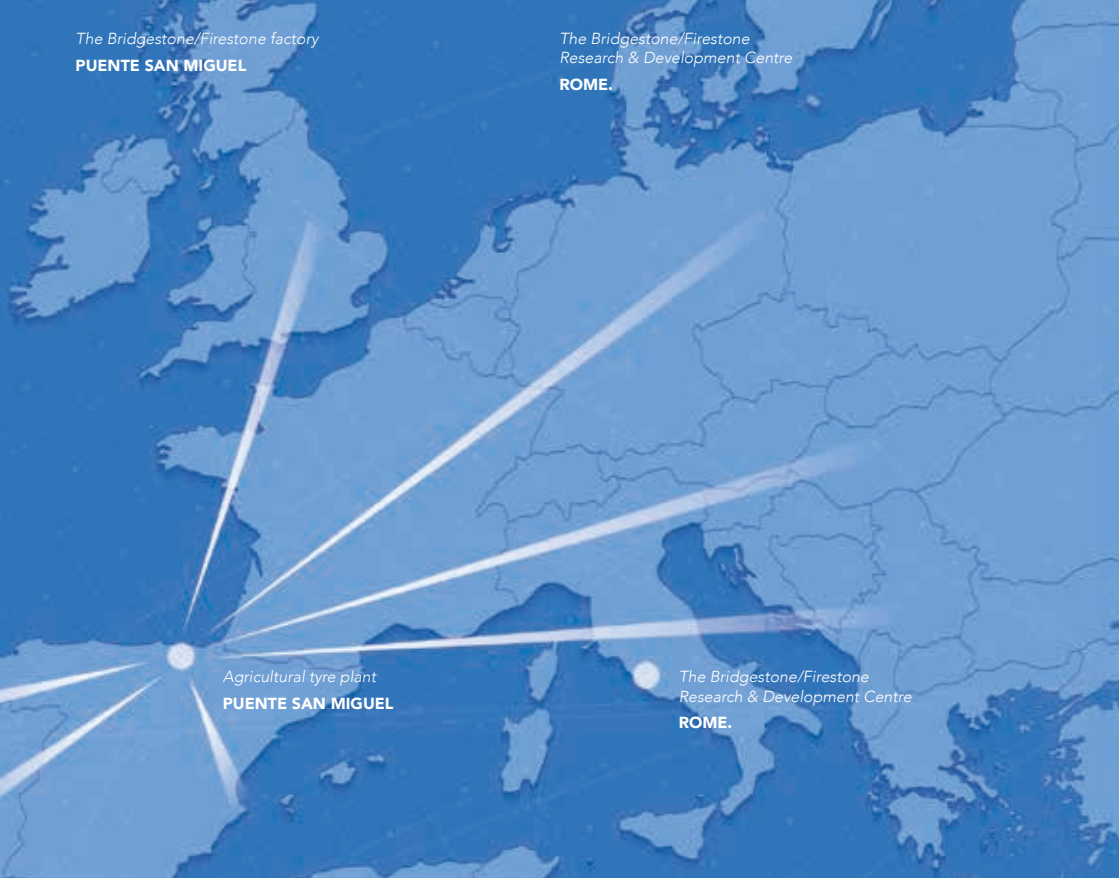 The Bridgestone/Firestone factory
PUENTE SAN MIGUEL
The Bridgestone/Firestone
Research & Development Centre
ROME.
Agricultural tyre plant
PUENTE SAN MIGUEL
The Bridgestone/Firestone
Research & Development Centre
ROME.